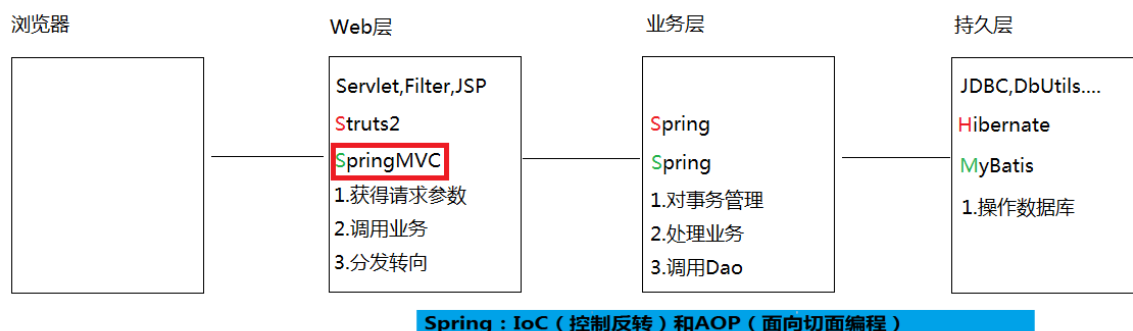 浏览器
Web层
Servlet,Filter,JSP
Struts2
SpringMVC
1.获得请求参数
2.调用业务
3.分发转向
业务层
Spring
Spring
1.对事务管理
2.处理业务
3.调用Dao
持久层
JDBC,DbUtils....
Hibernate
MyBatis
1.操作数据库
Spring：IoC（控制反转）和AOP（面向切面编程）